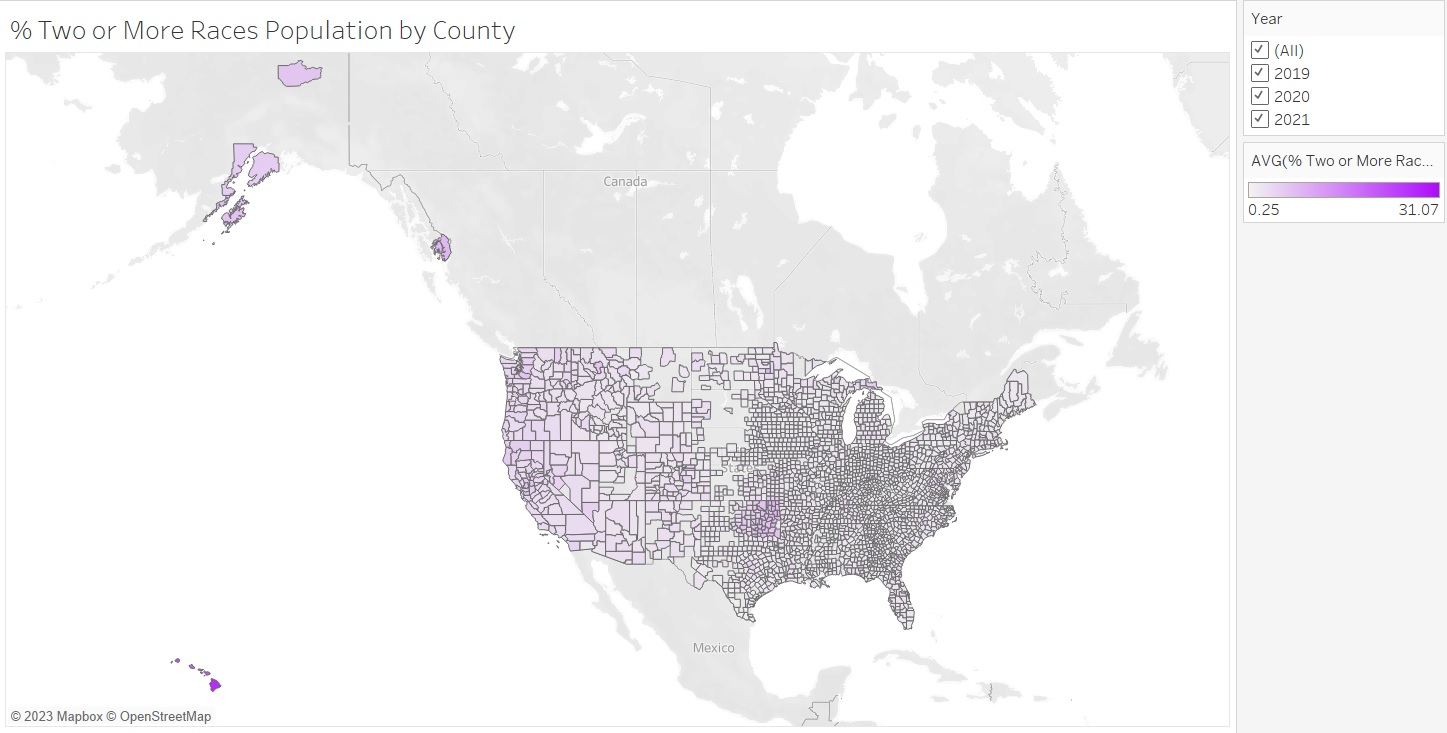 % Two or More Races Population by County
Canada
States
Mexico
© 2023 Mapbox © OpenStreetMap
Year
(All)
2019
2020
2021
AVG(% Two or More Rac...
0.25 31.07